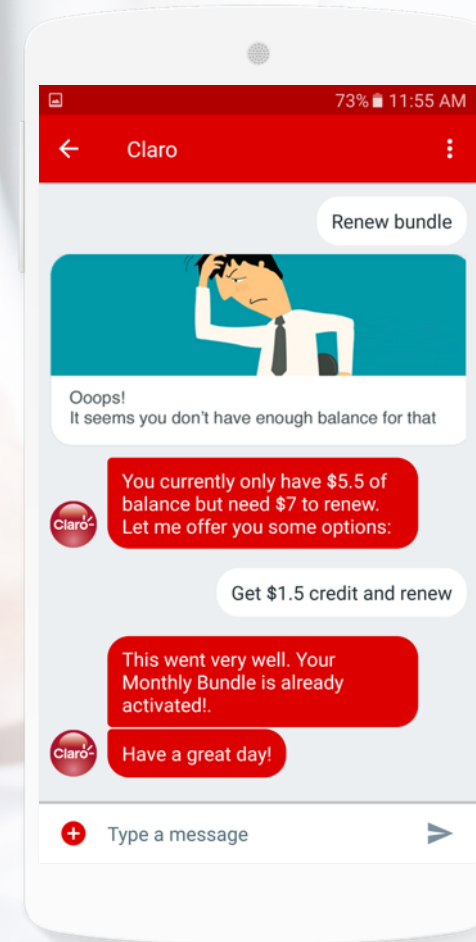 73% 11:55 AM
Claro
Renew bundle
Ooops!
It seems you don't have enough balance for that
You currently only have $5.5 of
balance but need $7 to renew.
Let me offer you some options:
Claro
Get $1.5 credit and renew
This went very well. Your
Monthly Bundle is already
activated!.
Claro
Have a great day!
Type a message